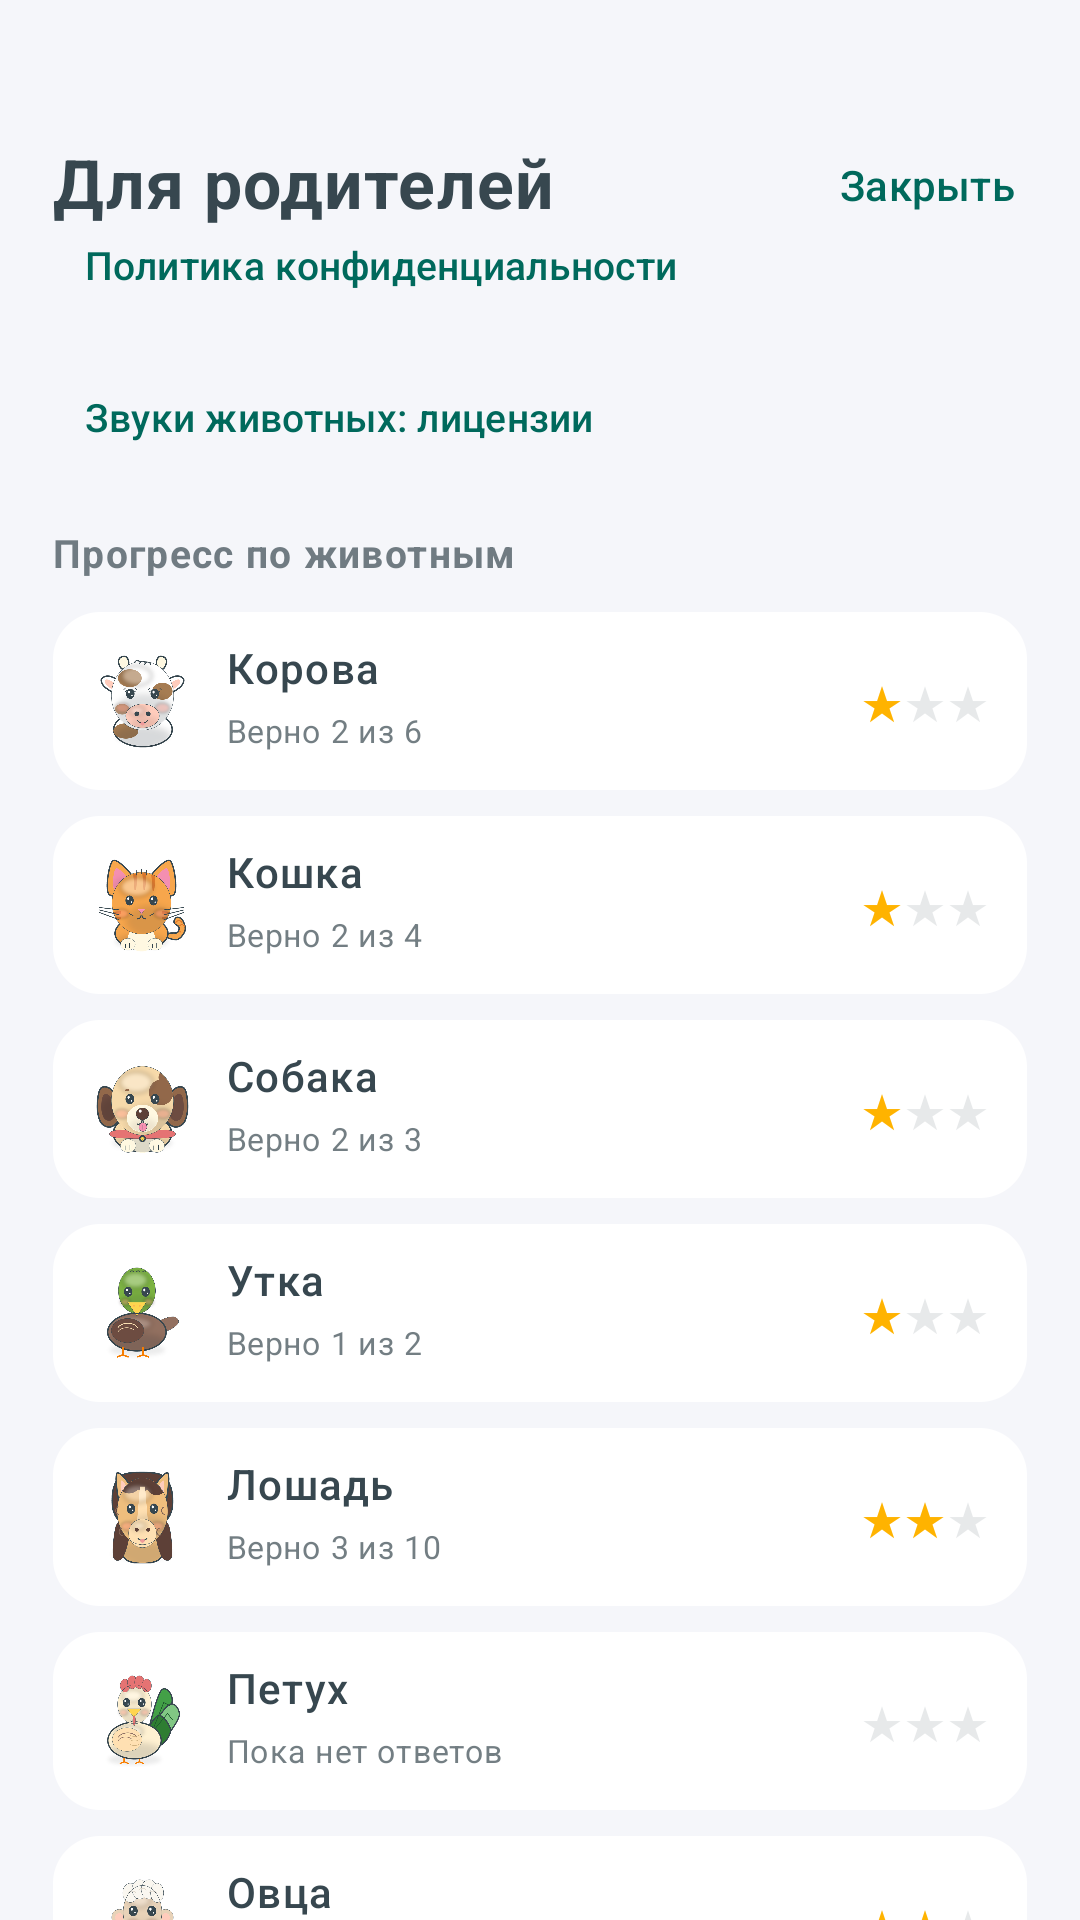 Для родителей
Закрыть
Политика конфиденциальности
Звуки животных: лицензии
Прогресс по животным
Корова
Верно 2 из 6
Кошка
Верно 2 из 4
Собака
Верно 2 из 3
Утка
Верно 1 из 2
Лошадь
Верно 3 из 10
Петух
Пока нет ответов
Овца